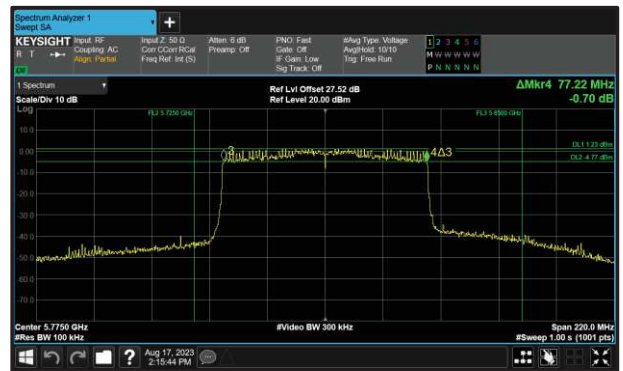 Spectrum Analyzer 1
Swept SA
+
KEYSIGHT Input: RF Input Z: 50 Ω Atten: 6 dB PNO: Fast #Avg Type: Voltage 1 2 3 4 5 6
R T Coupling: AC Corr CCorr RCal Preamp: Off Gate: Off Avg|Hold: 10/10 M W W W W W
Align: Partial Freq Ref: Int (S) IF Gain: Low Trig: Free Run
Sig Track: Off P N N N N N
1 Spectrum Ref Lvl Offset 27.52 dB ΔMkr4 77.22 MHz
Scale/Div 10 dB Ref Level 20.00 dBm -0.70 dB
Log FL2 5.7250 GHz FL3 5.8500 GHz
10.0
0.00 3 4Δ3 DL1 1.23 dBm
DL2 -4.77 dBm
-10.0
-20.0
-30.0
-40.0
-50.0
-60.0
-70.0
Center 5.7750 GHz #Video BW 300 kHz Span 220.0 MHz
#Res BW 100 kHz #Sweep 1.00 s (1001 pts)
? Aug 17, 2023
2:15:44 PM